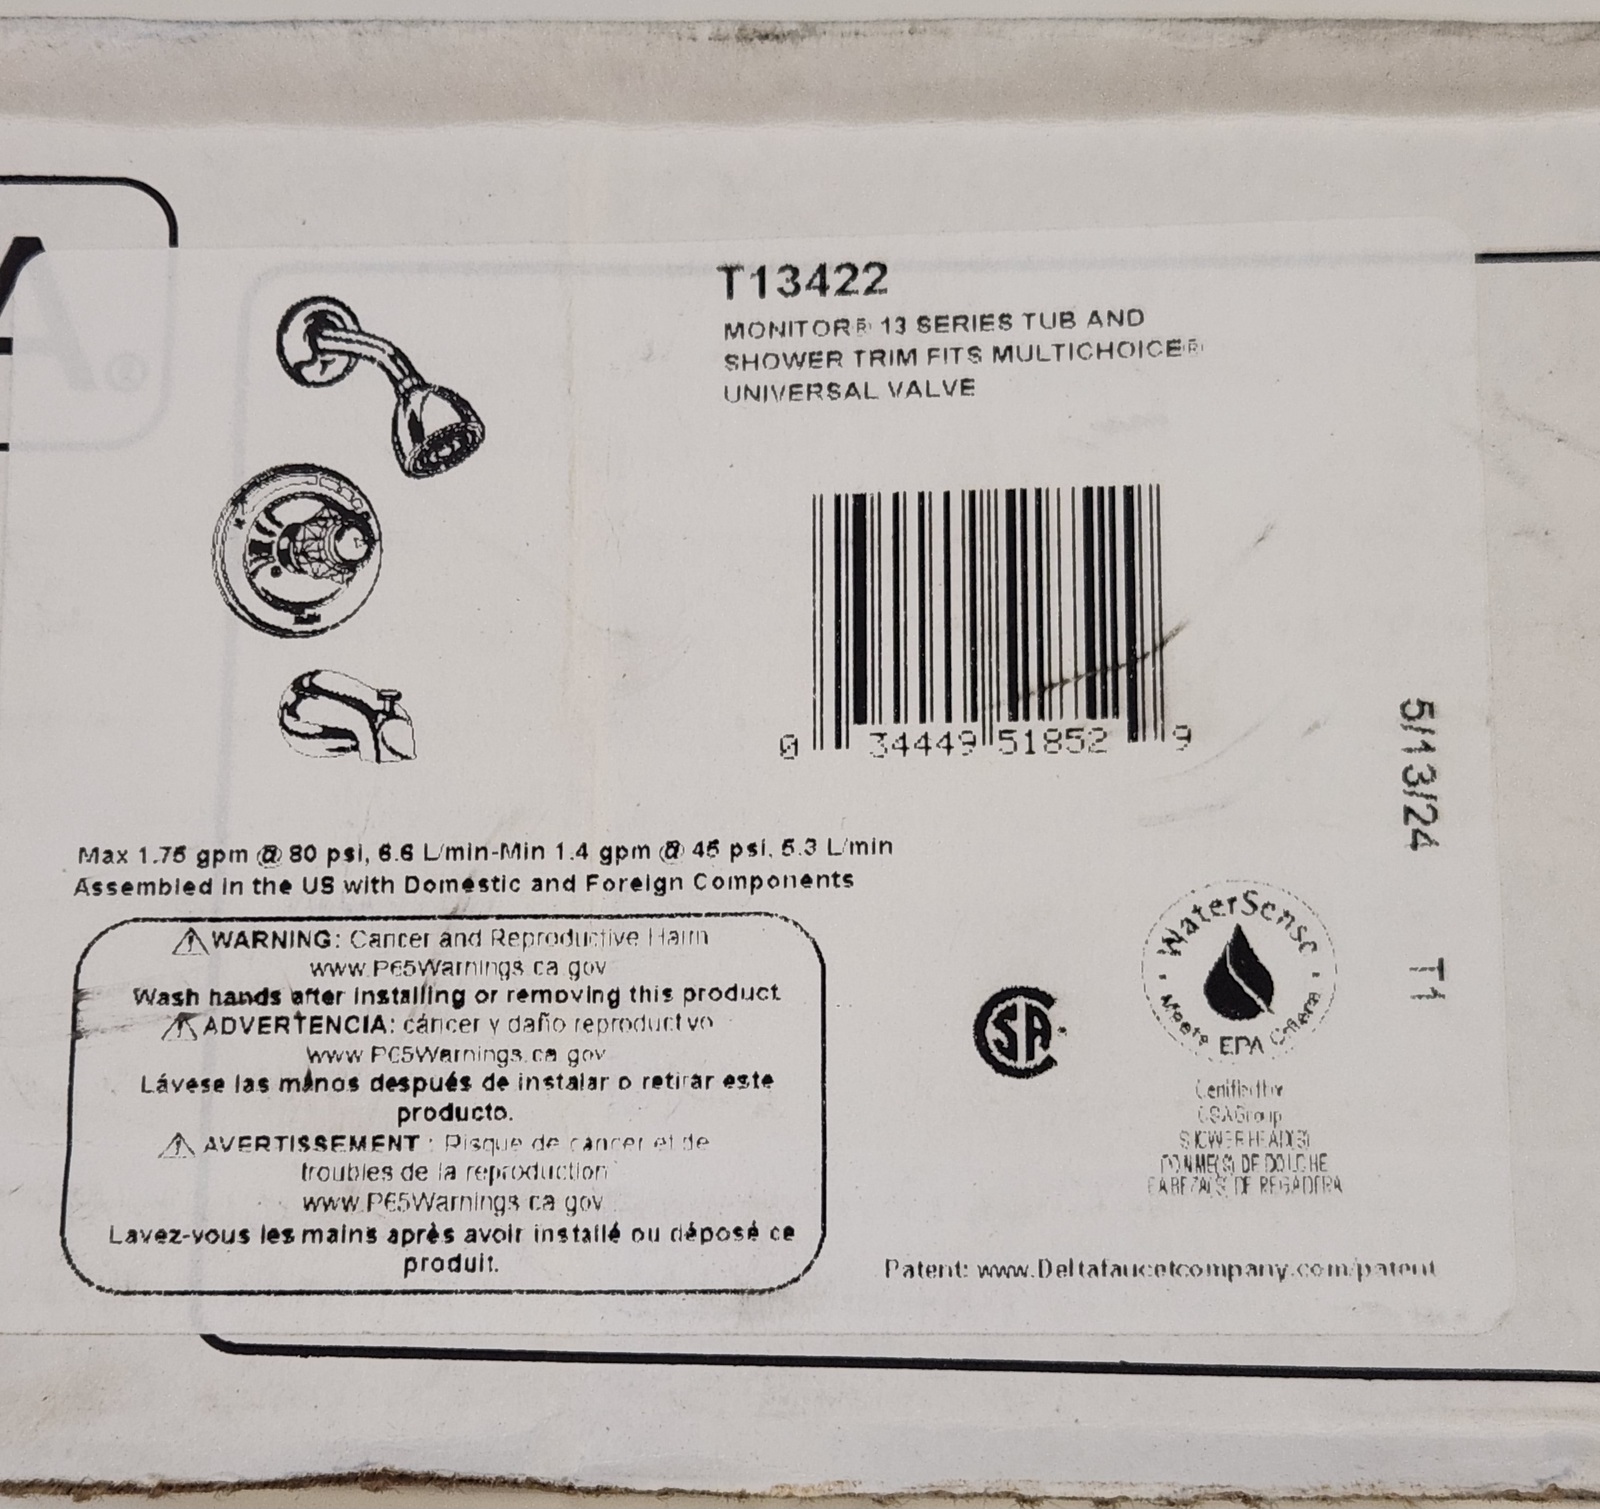 A®
T13422
MONITOR® 13 SERIES TUB AND
SHOWER TRIM FITS MULTICHOICE®
UNIVERSAL VALVE
0 34449 51852 9
5/13/24
T1
Max 1.75 gpm @ 80 psi, 6.6 L/min-Min 1.4 gpm @ 45 psi, 5.3 L/min
Assembled in the US with Domestic and Foreign Components
⚠WARNING: Cancer and Reproductive Harm
www.P65Warnings.ca.gov
Wash hands after installing or removing this product.
⚠ADVERTENCIA: cáncer y daño reproductivo
www.P65Warnings.ca.gov
Lávese las manos después de instalar o retirar este
producto.
⚠ AVERTISSEMENT : Risque de cancer et de
troubles de la reproduction
www.P65Warnings.ca.gov
Lavez-vous les mains après avoir installé ou déposé ce
produit.
CSA
WaterSense
Meets EPA Criteria
Certified by
CSA Group
SHOWERHEAD(S)
POMME(S) DE DOUCHE
CABEZA(S) DE REGADERA
Patent: www.Deltafaucetcompany.com/patent